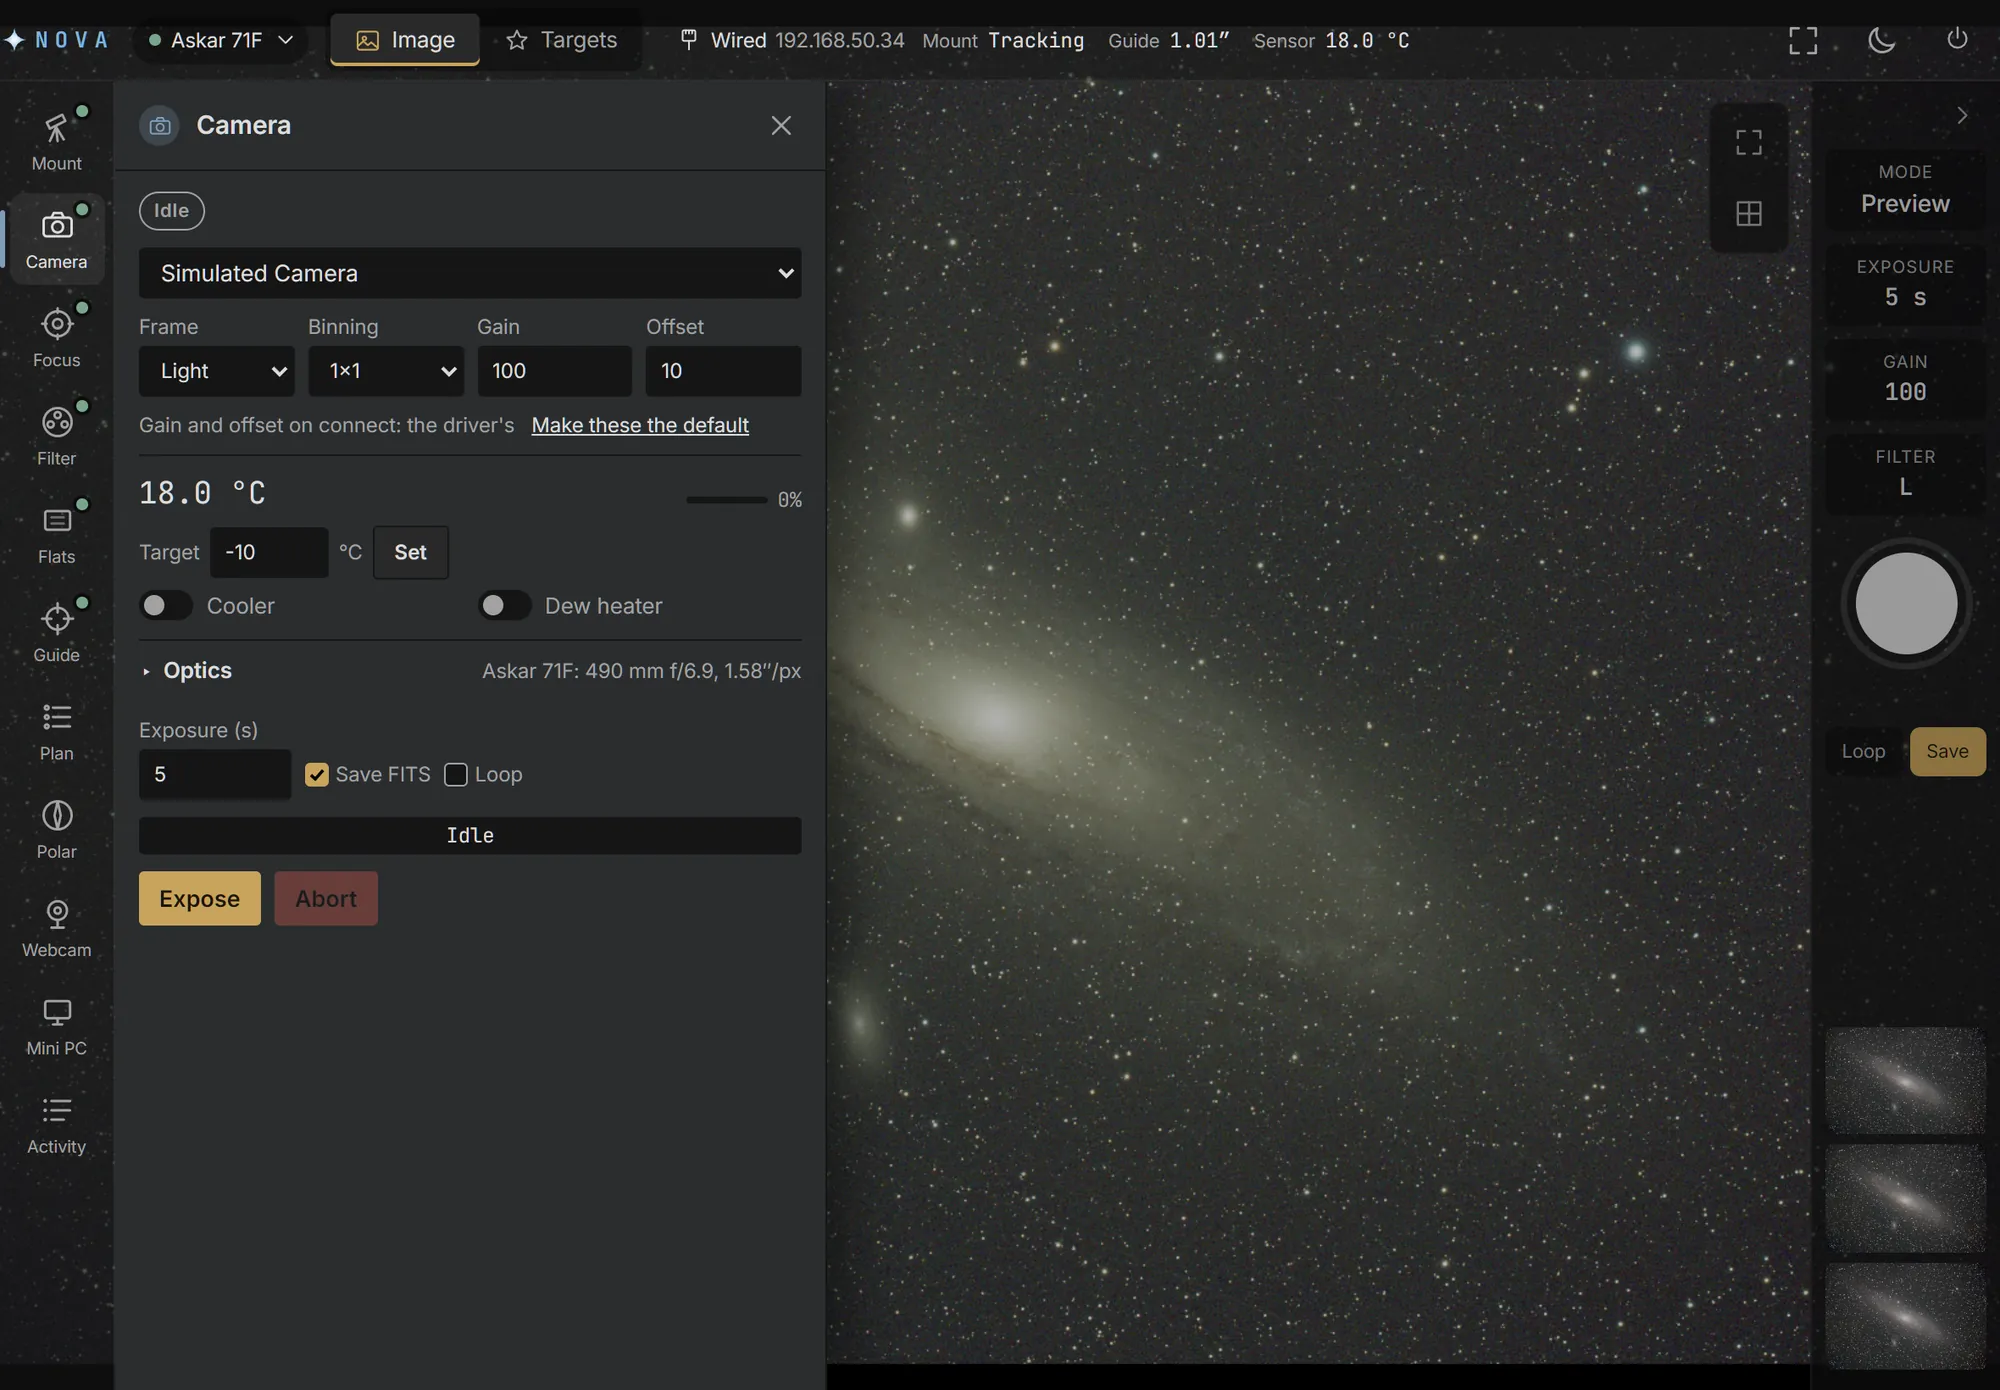 NOVA
Askar 71F
Image
Targets
Wired 192.168.50.34 Mount Tracking Guide 1.01″ Sensor 18.0 °C
Mount
Camera
Focus
Filter
Flats
Guide
Plan
Polar
Webcam
Mini PC
Activity
Camera
Idle
Simulated Camera
Frame Binning Gain Offset
Light 1×1 100 10
Gain and offset on connect: the driver's Make these the default
18.0 °C 0%
Target -10 °C Set
Cooler Dew heater
Optics Askar 71F: 490 mm f/6.9, 1.58″/px
Exposure (s)
5 Save FITS Loop
Idle
Expose Abort
MODE
Preview
EXPOSURE
5 s
GAIN
100
FILTER
L
Loop Save